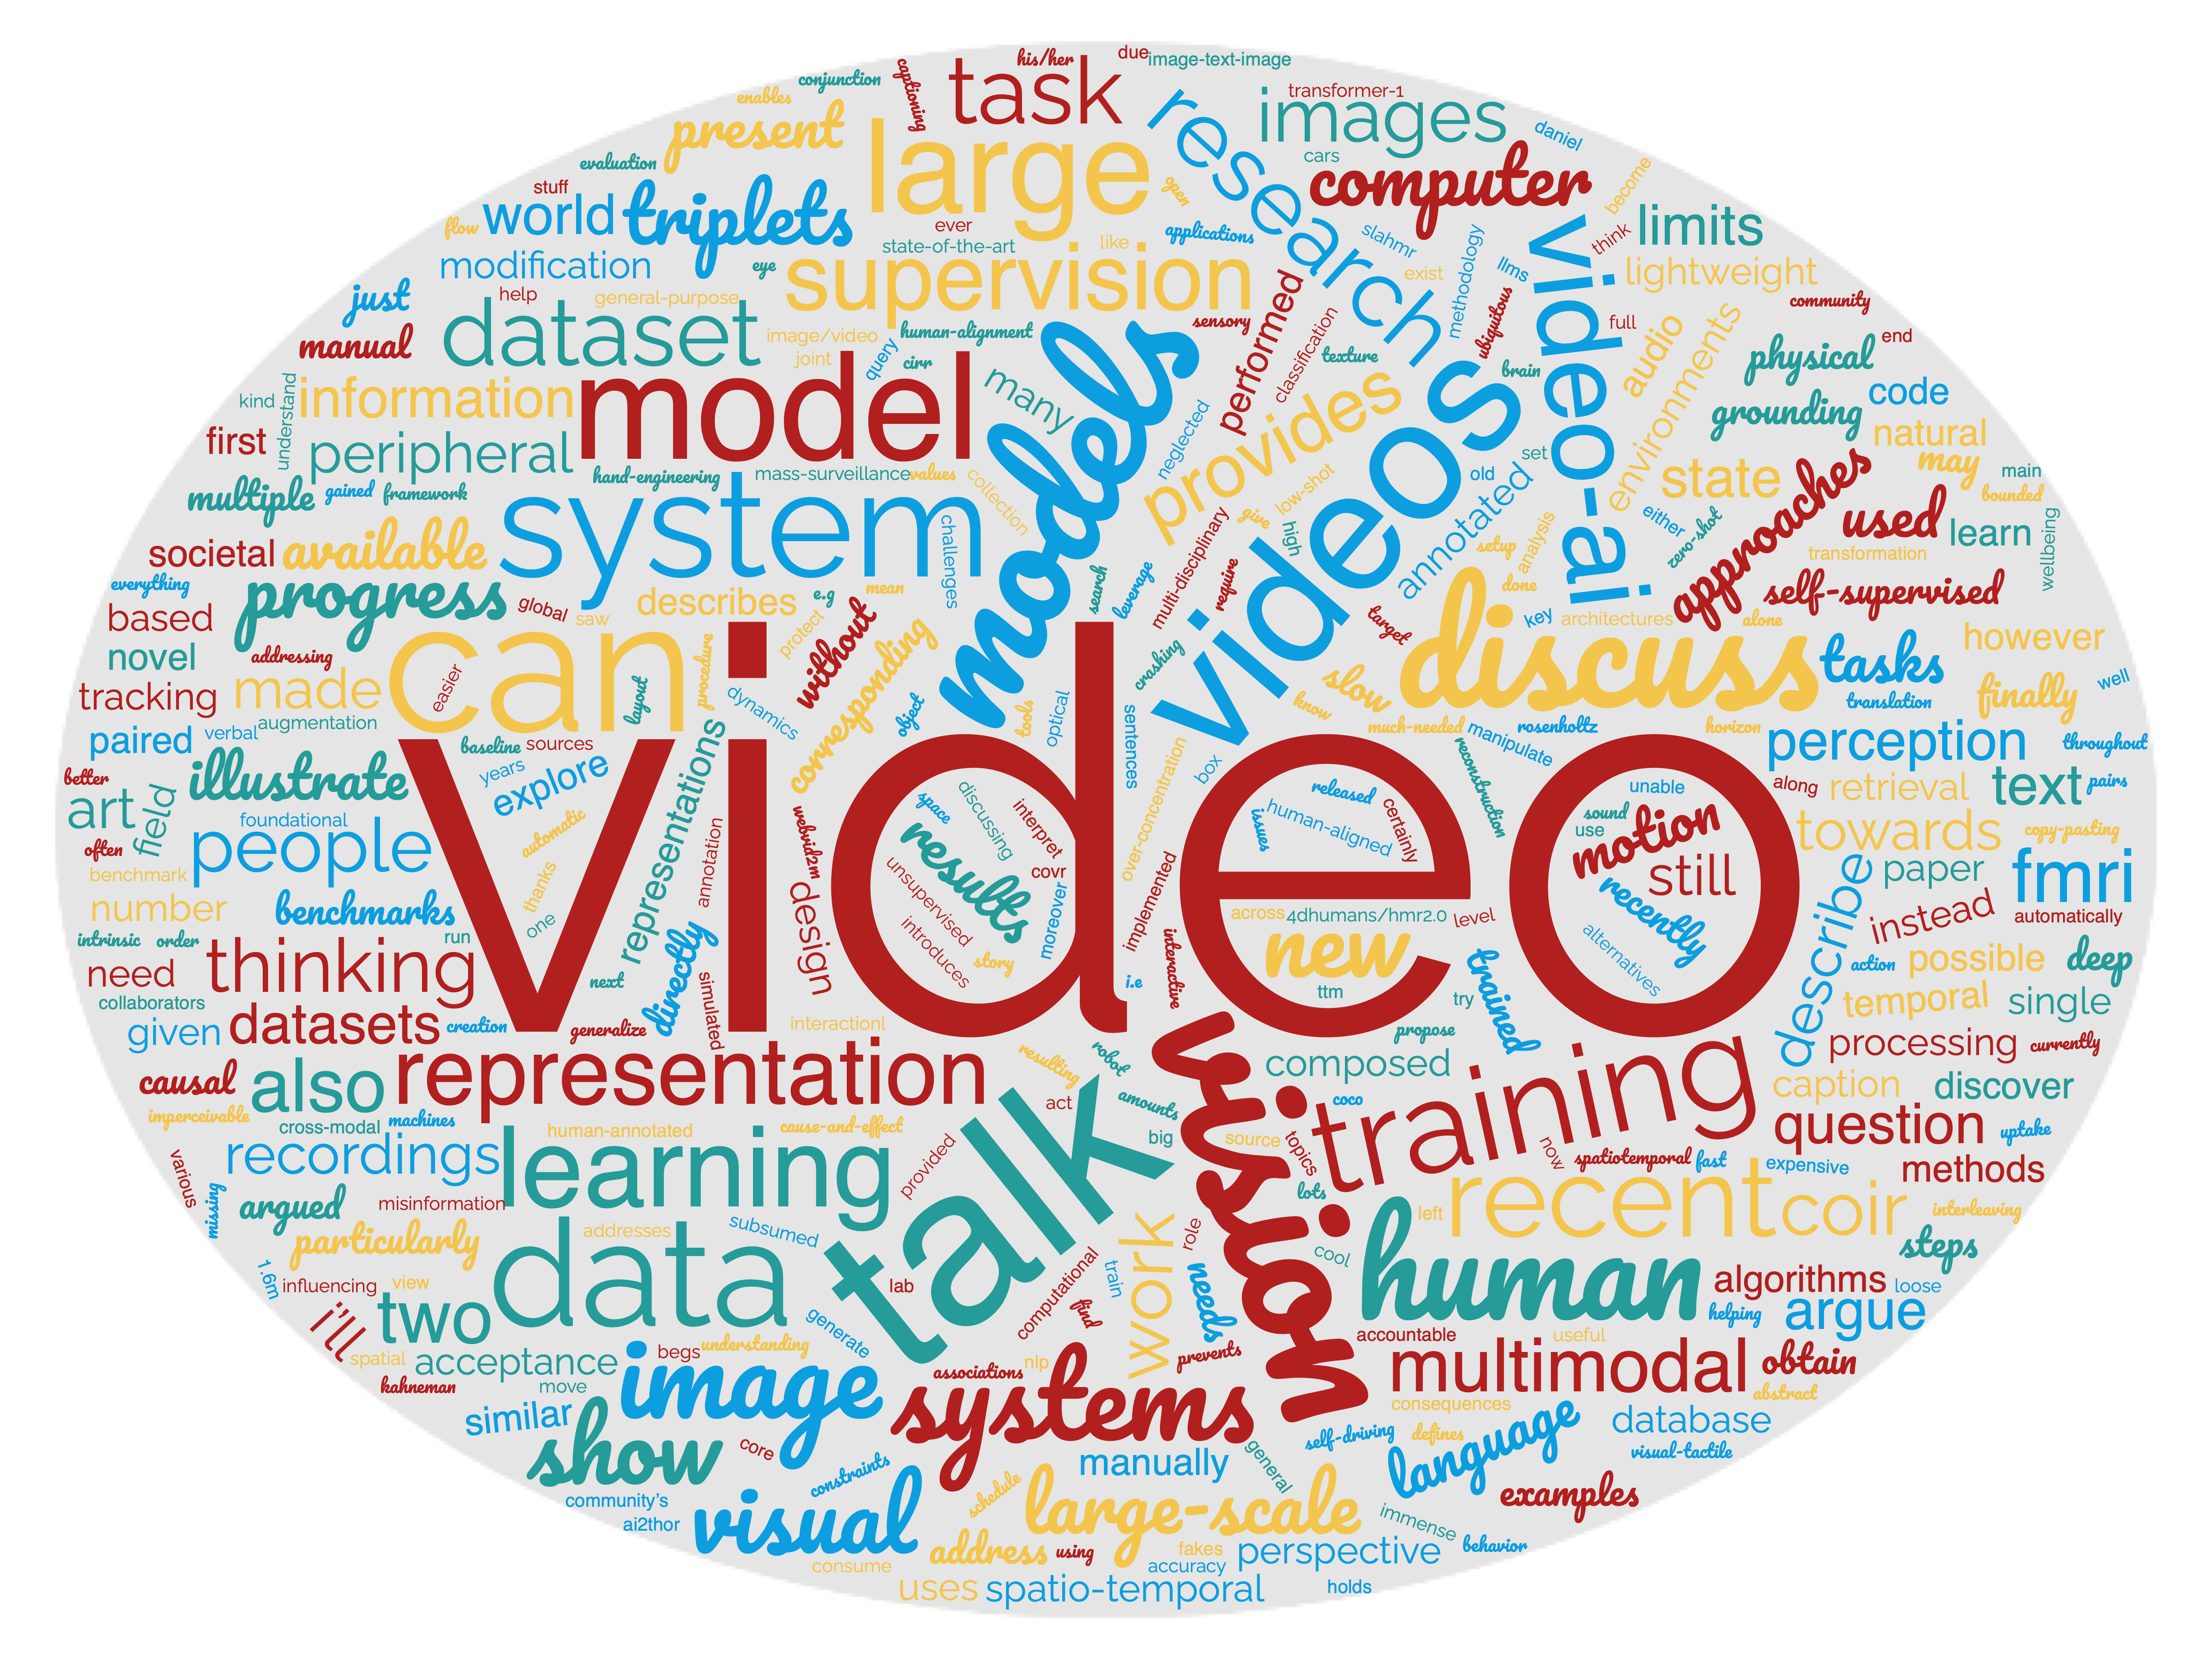 his/her
due
image-text-image
task
conjunction
captioning
enables
present
large
research
transformer-1
images
daniel
cars
computer
become
evaluation
stuff
flow
world
triplets
ever
state-of-the-art
like
open
applications
slahmr
methodology
video-ai
think
limits
modification
eye
supervision
exist
llms
lightweight
just
help
general-purpose
performed
community
manual
dataset
image/video
human-alignment
sensory
classification
ubiquitous
full
audio
environments
physical
end
joint
query
cirr
models
texture
brain
kind
understand
information
model
many
provides
videos
grounding
code
first
peripheral
neglected
old
set
state
approaches
natural
may
main
multiple
gained
framework
hand-engineering
mass-surveillance
values
collection
low-shot
annotated
either
zero-shot
used
bounded
societal
available
system
challenges
give
high
multi-disciplinary
setup
analysis
learn
transformation
wellbeing
everything
progress
describes
e.g
mean
search
leverage
require
done
self-supervised
based
global
saw
protect
without
target
discuss
key
architectures
alone
however
novel
addressing
can
procedure
corresponding
crashing
slow
tasks
tracking
made
easier
layout
dynamics
object
tools
optical
sentences
know
translation
finally
well
augmentation
Video
paired
verbal
baseline
sources
representations
much-needed
manipulate
rosenholtz
horizon
perception
throughout
better
illustrate
years
explore
over-concentration
box
reconstruction
along
retrieval
text
pairs
art
field
foundational
automatic
annotation
webvid2m
space
discussing
interpret
results
covr
released
issues
human-aligned
certainly
unable
sound
use
motion
still
towards
copy-pasting
often
people
benchmark
thanks
unsupervised
moreover
implemented
recently
describe
paper
fmri
number
benchmarks
one
design
introduces
story
across
4dhumans/hmr2.0
level
new
alternatives
instead
automatically
intrinsic
order
run
thinking
directly
simulated
i.e
interactive
ttm
try
trained
action
possible
deep
need
next
collaborators
temporal
single
given
datasets
creation
generalize
interactionl
propose
processing
currently
causal
also
representation
resulting
robot
vision
composed
training
caption
discover
imperceivable
cross-modal
machines
act
amounts
coco
human-annotated
cause-and-effect
big
source
topics
now
question
uptake
recordings
learning
provided
talk
spatiotemporal
fast
expensive
methods
various
missing
argued
misinformation
lots
left
recent
coir
interleaving
particularly
data
addresses
subsumed
work
role
cool
human
steps
1.6m
influencing
view
lab
computational
train
needs
algorithms
loose
i'll
two
generate
find
helping
argue
spatial
acceptance
begs
understanding
nlp
prevents
accountable
useful
multimodal
obtain
kahneman
move
image
associations
systems
consequences
abstract
similar
show
core
constraints
self-driving
defines
language
database
manually
general
visual-tactile
community's
schedule
large-scale
examples
ai2thor
visual
immense
address
using
fakes
perspective
behavior
consume
accuracy
uses
spatio-temporal
holds